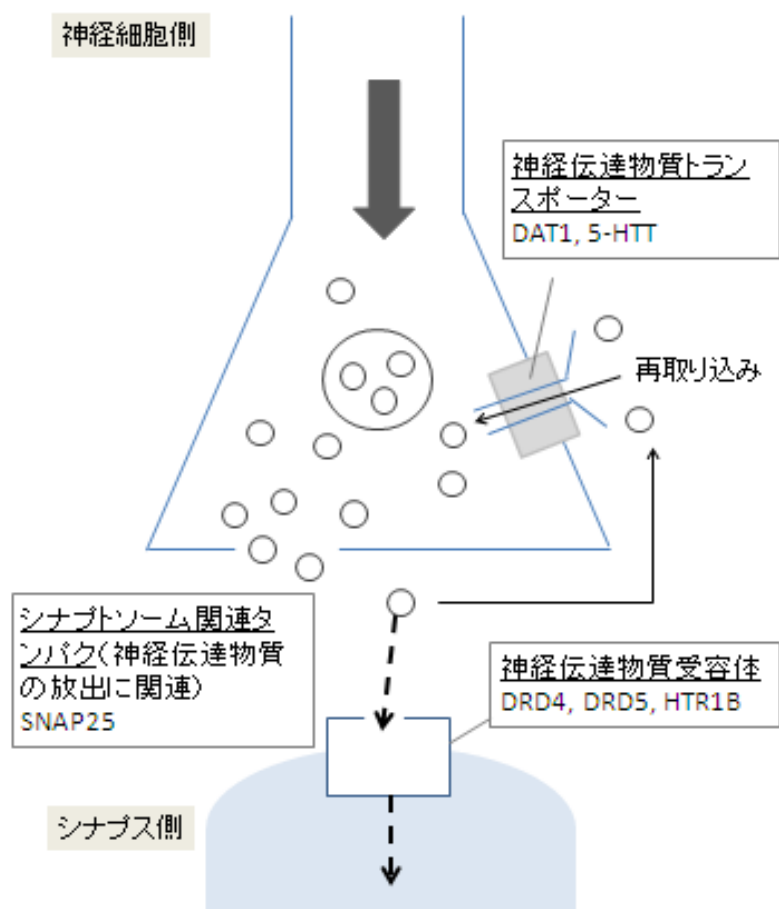 神経細胞側
神経伝達物質トラン
スポーター
DAT1, 5-HTT
再取り込み
シナプトソーム関連タ
ンパク(神経伝達物質
の放出に関連)
SNAP25
神経伝達物質受容体
DRD4, DRD5, HTR1B
シナプス側